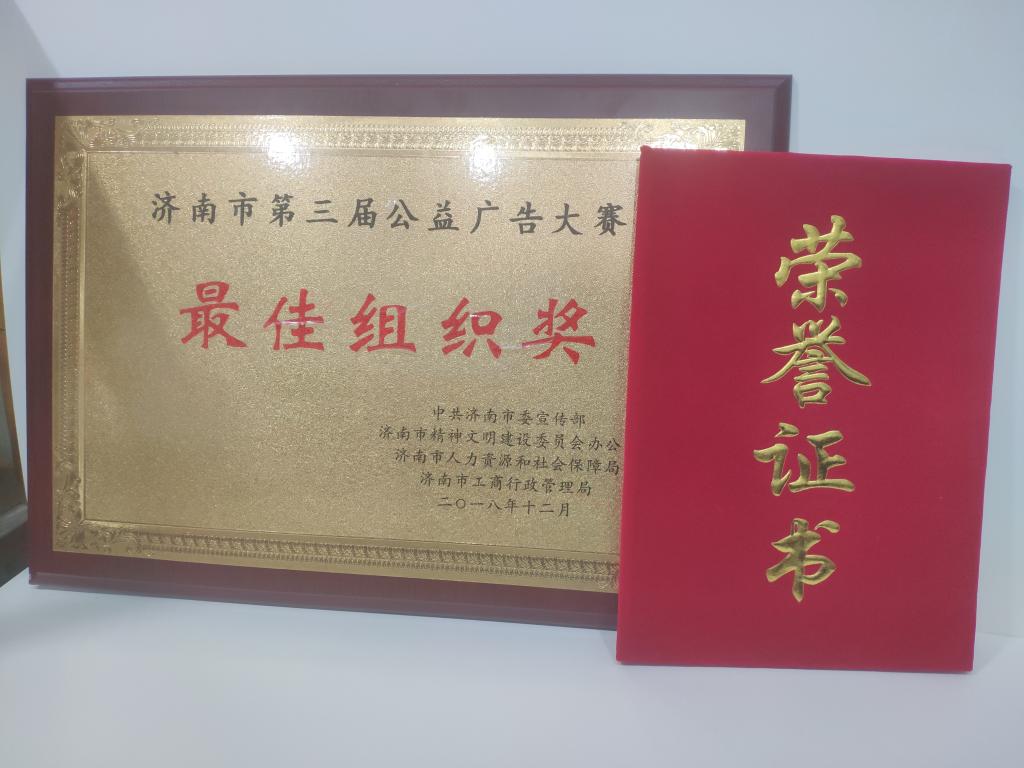 济南市第三届公益广告大赛
最佳组织奖
中共济南市委宣传部
济南市精神文明建设委员会办公
济南市人力资源和社会保障局
济南市工商行政管理局
二〇一八年十二月
荣誉证书